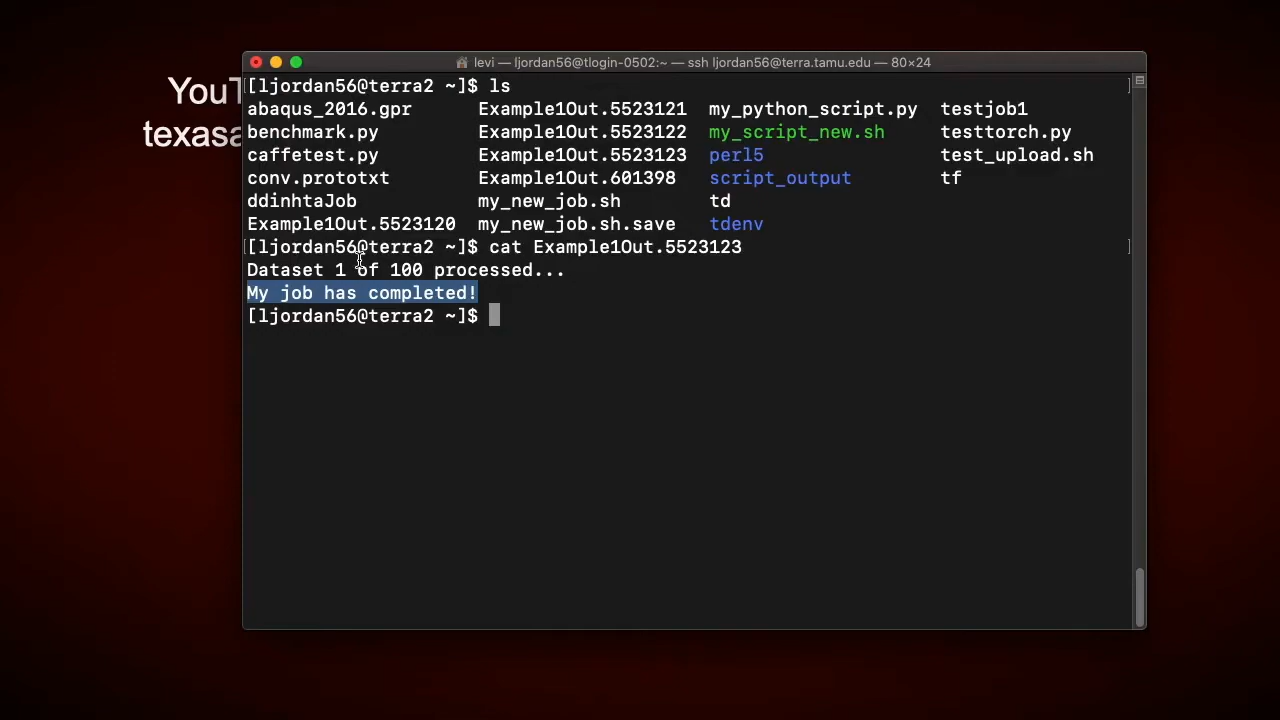 YouT
texasa
levi — ljordan56@tlogin-0502:~ — ssh ljordan56@terra.tamu.edu — 80×24
[ljordan56@terra2 ~]$ ls
abaqus_2016.gpr Example1Out.5523121 my_python_script.py testjob1
benchmark.py Example1Out.5523122 my_script_new.sh testtorch.py
caffetest.py Example1Out.5523123 perl5 test_upload.sh
conv.prototxt Example1Out.601398 script_output tf
ddinhtaJob my_new_job.sh td
Example1Out.5523120 my_new_job.sh.save tdenv
[ljordan56@terra2 ~]$ cat Example1Out.5523123
Dataset 1 of 100 processed...
My job has completed!
[ljordan56@terra2 ~]$